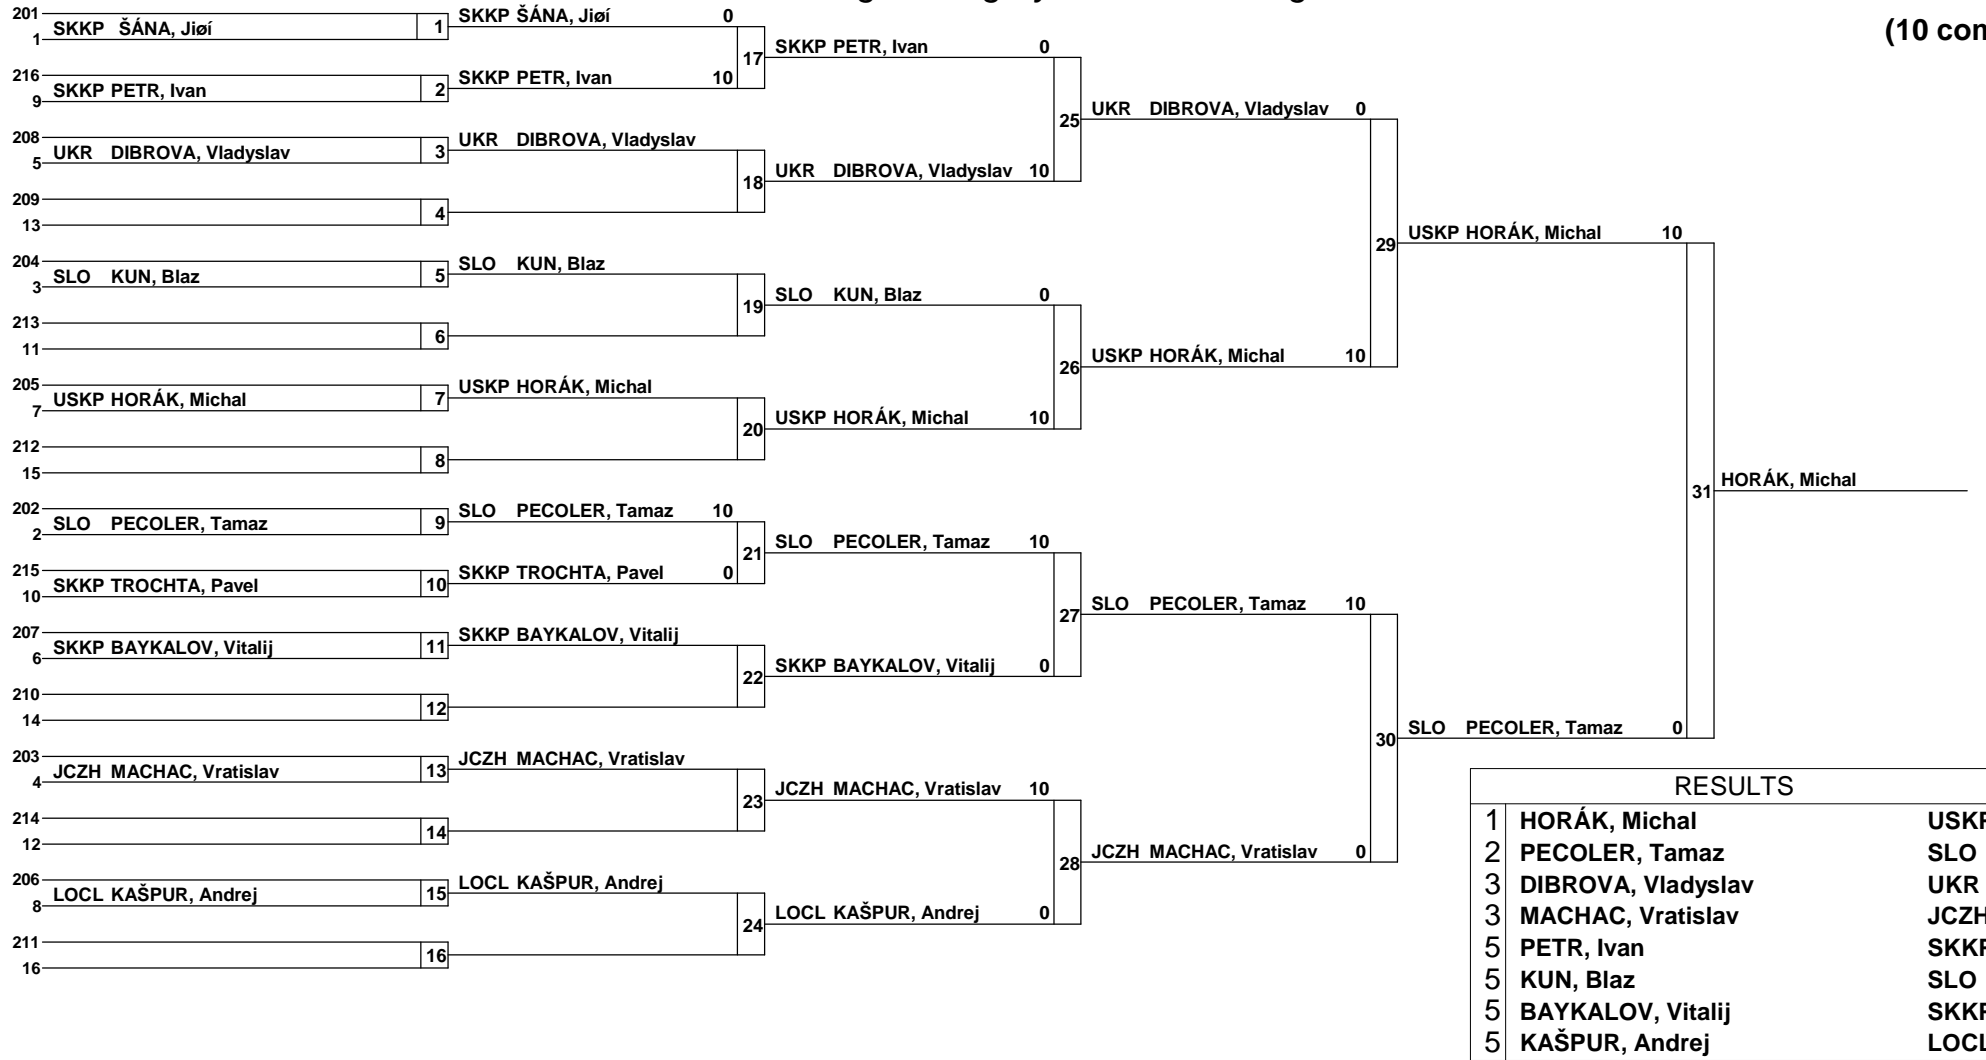 (10 con
201
1
SKKP ŠÁNA, Jiøí 1
216
9
SKKP PETR, Ivan 2
208
5
UKR DIBROVA, Vladyslav 3
209
13
4
204
3
SLO KUN, Blaz 5
213
11
6
205
7
USKP HORÁK, Michal 7
212
15
8
202
2
SLO PECOLER, Tamaz 9
215
10
SKKP TROCHTA, Pavel 10
207
6
SKKP BAYKALOV, Vitalij 11
210
14
12
203
4
JCZH MACHAC, Vratislav 13
214
12
14
206
8
LOCL KAŠPUR, Andrej 15
211
16
16
SKKP ŠÁNA, Jiøí 0
17
SKKP PETR, Ivan 10
UKR DIBROVA, Vladyslav
18
SLO KUN, Blaz
19
USKP HORÁK, Michal
20
SLO PECOLER, Tamaz 10
21
SKKP TROCHTA, Pavel 0
SKKP BAYKALOV, Vitalij
22
JCZH MACHAC, Vratislav
23
LOCL KAŠPUR, Andrej
24
SKKP PETR, Ivan 0
25
UKR DIBROVA, Vladyslav 10
SLO KUN, Blaz 0
26
USKP HORÁK, Michal 10
SLO PECOLER, Tamaz 10
27
SKKP BAYKALOV, Vitalij 0
JCZH MACHAC, Vratislav 10
28
LOCL KAŠPUR, Andrej 0
UKR DIBROVA, Vladyslav 0
29
USKP HORÁK, Michal 10
SLO PECOLER, Tamaz 10
30
JCZH MACHAC, Vratislav 0
USKP HORÁK, Michal 10
31
SLO PECOLER, Tamaz 0
HORÁK, Michal
RESULTS
1 HORÁK, Michal USKP
2 PECOLER, Tamaz SLO
3 DIBROVA, Vladyslav UKR
3 MACHAC, Vratislav JCZH
5 PETR, Ivan SKKP
5 KUN, Blaz SLO
5 BAYKALOV, Vitalij SKKP
5 KAŠPUR, Andrej LOCL